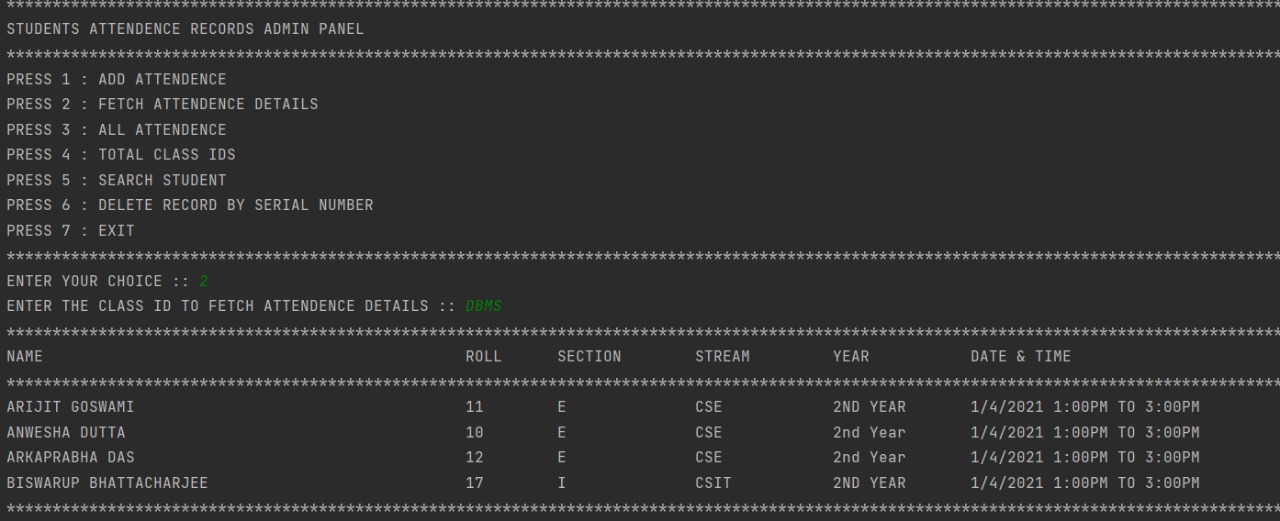 ********************************************************************************************************************************************
STUDENTS ATTENDENCE RECORDS ADMIN PANEL
********************************************************************************************************************************************
PRESS 1 : ADD ATTENDENCE
PRESS 2 : FETCH ATTENDENCE DETAILS
PRESS 3 : ALL ATTENDENCE
PRESS 4 : TOTAL CLASS IDS
PRESS 5 : SEARCH STUDENT
PRESS 6 : DELETE RECORD BY SERIAL NUMBER
PRESS 7 : EXIT
********************************************************************************************************************************************
ENTER YOUR CHOICE :: 2
ENTER THE CLASS ID TO FETCH ATTENDENCE DETAILS :: DBMS
********************************************************************************************************************************************
NAME ROLL SECTION STREAM YEAR DATE & TIME
********************************************************************************************************************************************
ARIJIT GOSWAMI 11 E CSE 2ND YEAR 1/4/2021 1:00PM TO 3:00PM
ANWESHA DUTTA 10 E CSE 2nd Year 1/4/2021 1:00PM TO 3:00PM
ARKAPRABHA DAS 12 E CSE 2nd Year 1/4/2021 1:00PM TO 3:00PM
BISWARUP BHATTACHARJEE 17 I CSIT 2ND YEAR 1/4/2021 1:00PM TO 3:00PM
********************************************************************************************************************************************